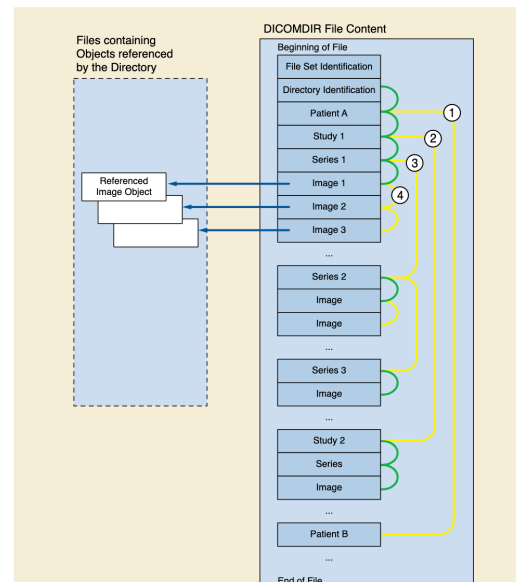 DICOMDIR File Content
Files containing
Objects referenced
by the Directory
Beginning of File
File Set Identification
Directory Identification
Patient A
1
Study 1
2
Series 1
3
Referenced
Image Object
Image 1
4
Image 2
Image 3
...
Series 2
Image
Image
...
Series 3
Image
...
Study 2
Series
Image
...
Patient B
...
End of File